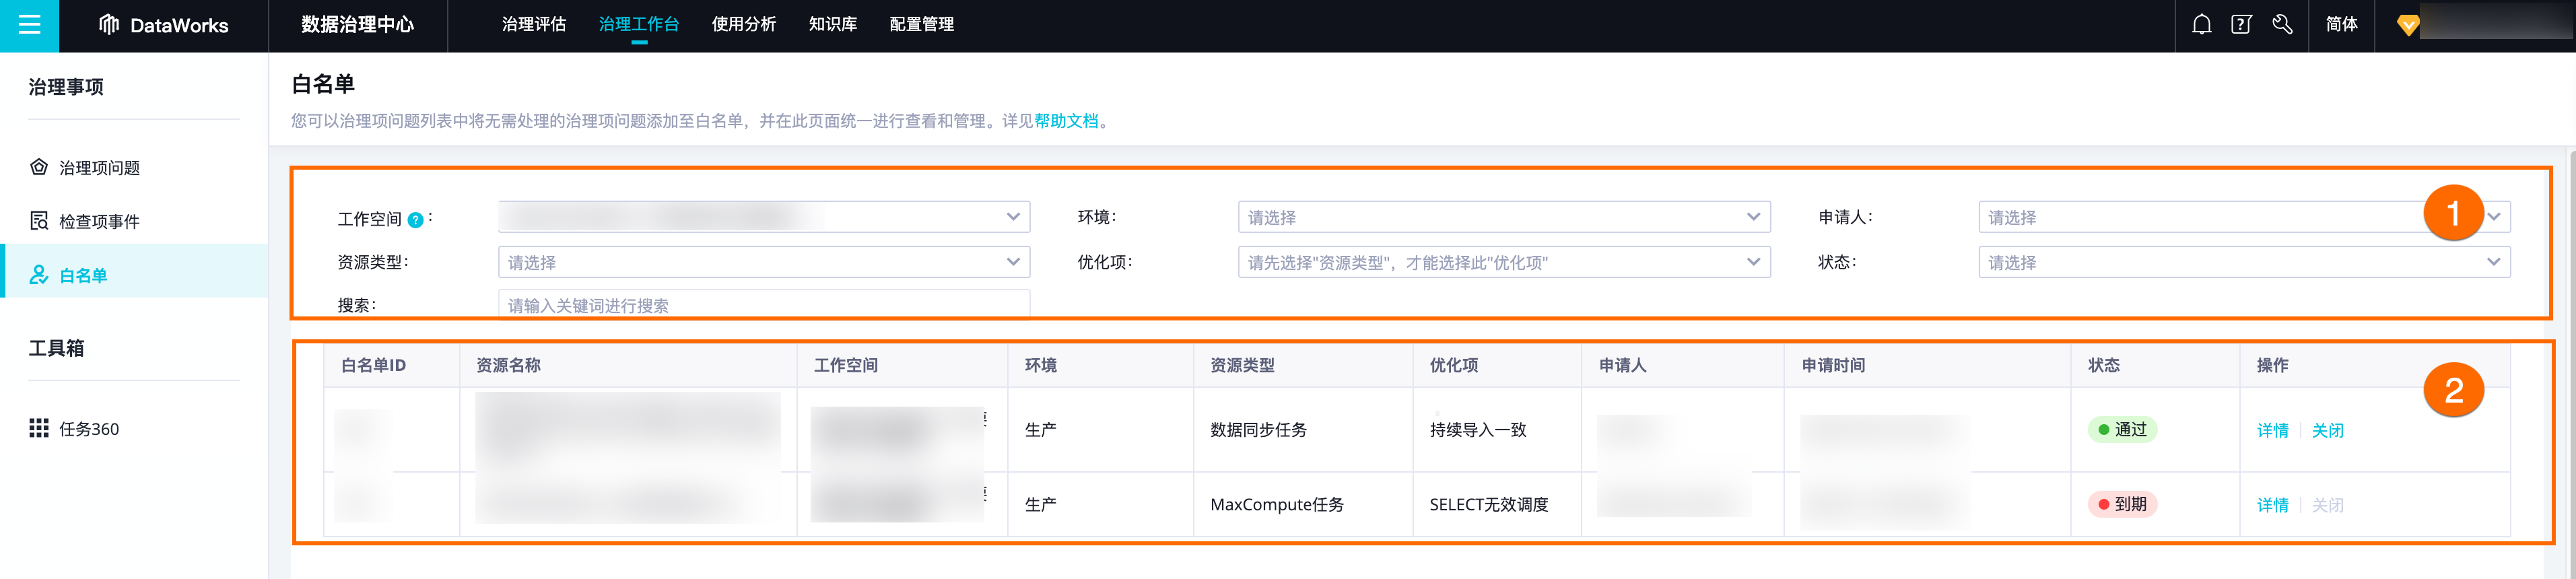 DataWorks 数据治理中心 治理评估 治理工作台 使用分析 知识库 配置管理 简体
治理事项
治理项问题
检查项事件
白名单
工具箱
任务360
白名单
您可以治理项问题列表中将无需处理的治理项问题添加至白名单，并在此页面统一进行查看和管理。详见帮助文档。
工作空间 ? : 环境: 请选择 申请人: 请选择 1
资源类型: 请选择 优化项: 请先选择"资源类型"，才能选择此"优化项" 状态: 请选择
搜索: 请输入关键词进行搜索
白名单ID 资源名称 工作空间 环境 资源类型 优化项 申请人 申请时间 状态 操作 2
生产 数据同步任务 持续导入一致 通过 详情 关闭
生产 MaxCompute任务 SELECT无效调度 到期 详情 关闭